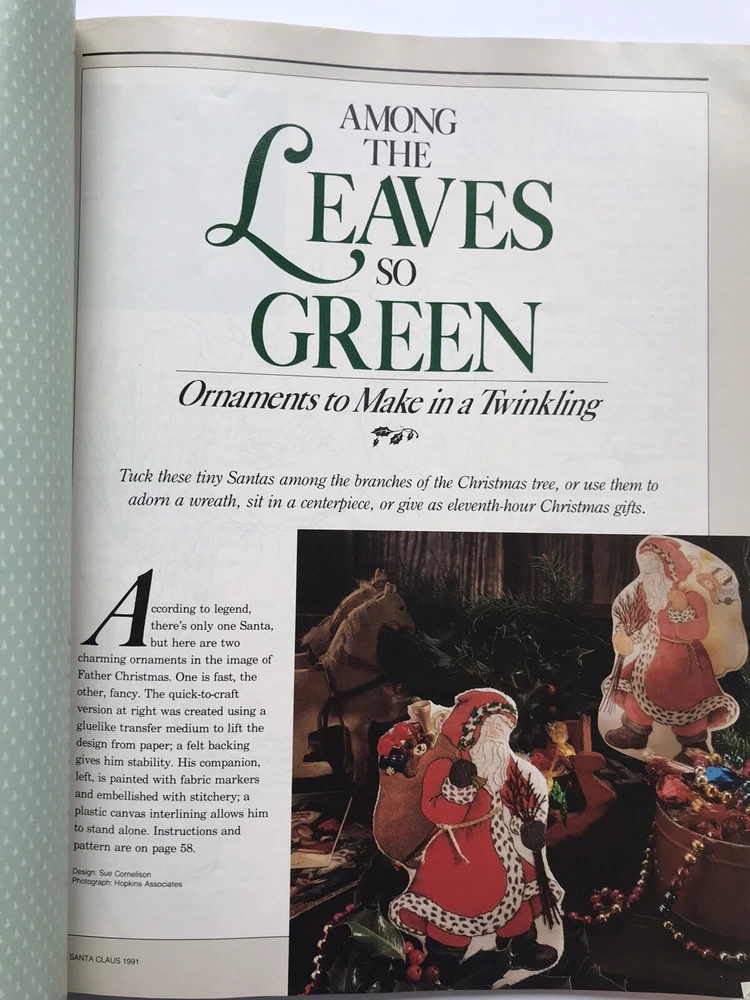 AMONG
THE
LEAVES
SO
GREEN
Ornaments to Make in a Twinkling
Tuck these tiny Santas among the branches of the Christmas tree, or use them to
adorn a wreath, sit in a centerpiece, or give as eleventh-hour Christmas gifts.
According to legend,
there's only one Santa,
but here are two
charming ornaments in the image of
Father Christmas. One is fast, the
other, fancy. The quick-to-craft
version at right was created using a
gluelike transfer medium to lift the
design from paper; a felt backing
gives him stability. His companion,
left, is painted with fabric markers
and embellished with stitchery; a
plastic canvas interlining allows him
to stand alone. Instructions and
pattern are on page 58.
Design: Sue Cornelison
Photograph: Hopkins Associates
SANTA CLAUS 1991